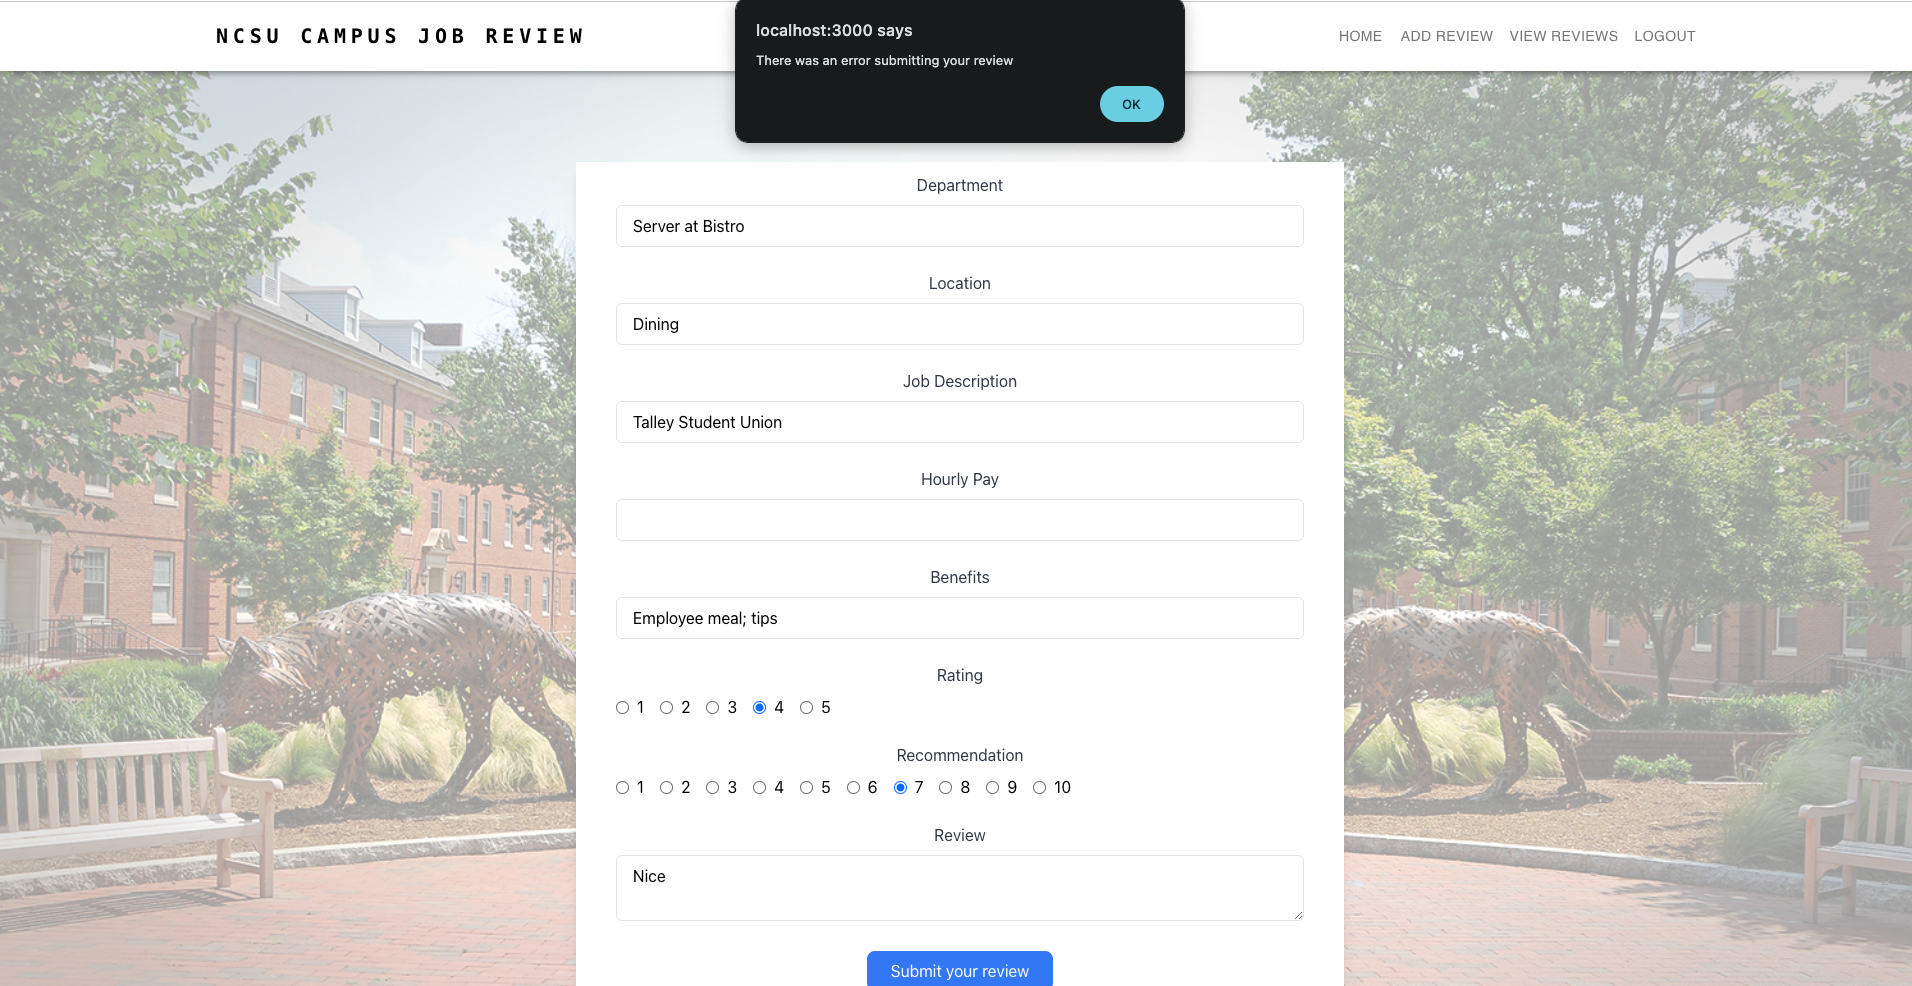 NCSU CAMPUS JOB REVIEW
localhost:3000 says
There was an error submitting your review
OK
HOME ADD REVIEW VIEW REVIEWS LOGOUT
Department
Server at Bistro
Location
Dining
Job Description
Talley Student Union
Hourly Pay
Benefits
Employee meal; tips
Rating
1 2 3 4 5
Recommendation
1 2 3 4 5 6 7 8 9 10
Review
Nice
Submit your review